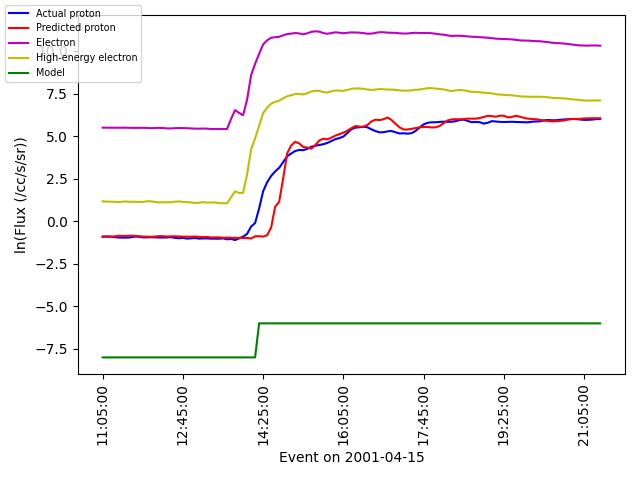 Actual proton
Predicted proton
Electron
High-energy electron
Model
10.0
7.5
5.0
2.5
0.0
−2.5
−5.0
−7.5
ln(Flux (/cc/s/sr))
11:05:00
12:45:00
14:25:00
16:05:00
17:45:00
19:25:00
21:05:00
Event on 2001-04-15